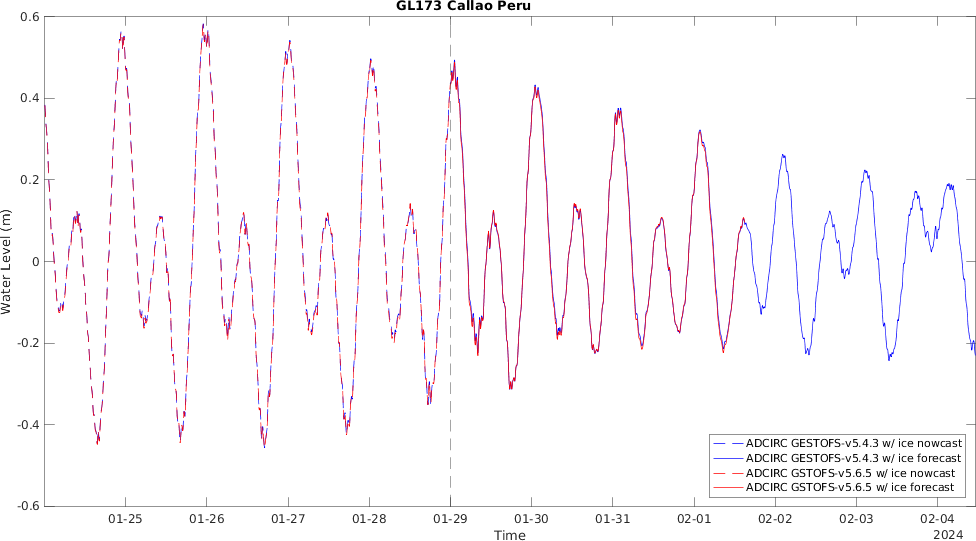 GL173 Callao Peru
0.6
0.4
0.2
0
-0.2
-0.4
-0.6
Water Level (m)
01-25
01-26
01-27
01-28
01-29
01-30
01-31
02-01
02-02
02-03
02-04
Time
2024
ADCIRC GESTOFS-v5.4.3 w/ ice nowcast
ADCIRC GESTOFS-v5.4.3 w/ ice forecast
ADCIRC GSTOFS-v5.6.5 w/ ice nowcast
ADCIRC GSTOFS-v5.6.5 w/ ice forecast